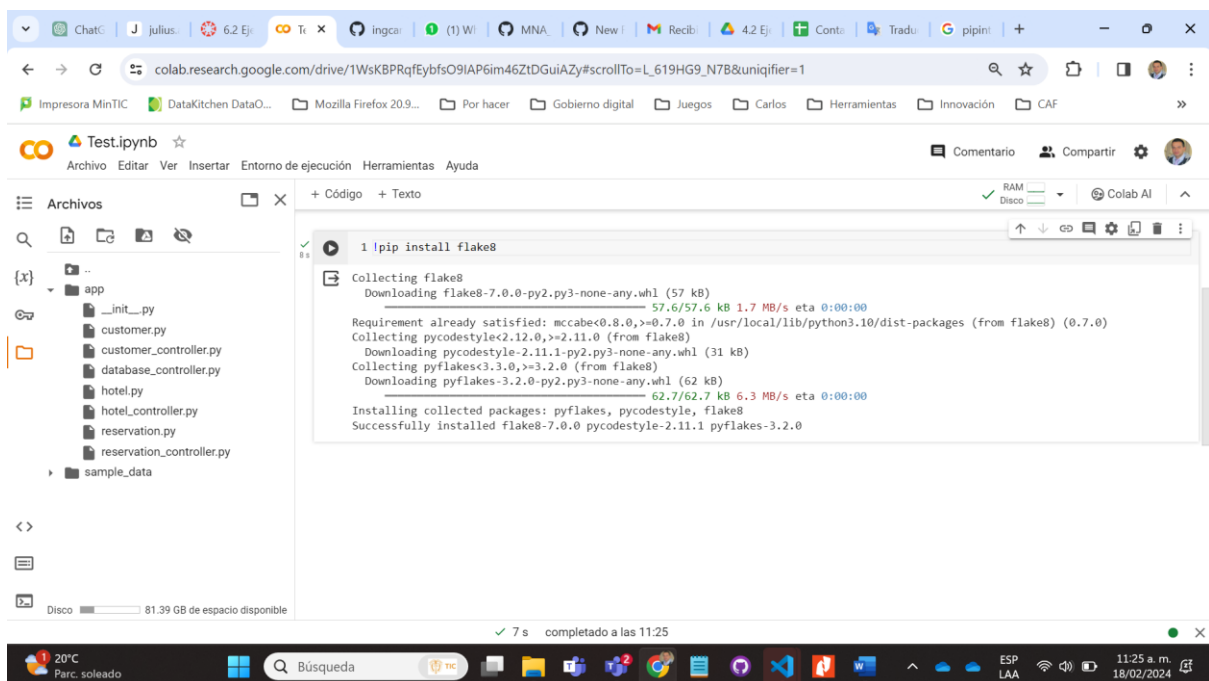 ChatG
julius.
6.2 Eje
Te
ingcar
(1) Wl
MNA_
New F
Recibi
4.2 Eje
Conta
Tradu
pipint
colab.research.google.com/drive/1WsKBPRqfEybfsO9IAP6im46ZtDGuiAZy#scrollTo=L_619HG9_N7B&uniqifier=1
Impresora MinTIC DataKitchen DataO... Mozilla Firefox 20.9... Por hacer Gobierno digital Juegos Carlos Herramientas Innovación CAF
Test.ipynb
Archivo Editar Ver Insertar Entorno de ejecución Herramientas Ayuda
Comentario Compartir
Archivos
+ Código + Texto
RAM
Disco
Colab AI
..
app
__init__.py
customer.py
customer_controller.py
database_controller.py
hotel.py
hotel_controller.py
reservation.py
reservation_controller.py
sample_data
Disco 81.39 GB de espacio disponible
8 s
1 !pip install flake8
Collecting flake8
Downloading flake8-7.0.0-py2.py3-none-any.whl (57 kB)
57.6/57.6 kB 1.7 MB/s eta 0:00:00
Requirement already satisfied: mccabe<0.8.0,>=0.7.0 in /usr/local/lib/python3.10/dist-packages (from flake8) (0.7.0)
Collecting pycodestyle<2.12.0,>=2.11.0 (from flake8)
Downloading pycodestyle-2.11.1-py2.py3-none-any.whl (31 kB)
Collecting pyflakes<3.3.0,>=3.2.0 (from flake8)
Downloading pyflakes-3.2.0-py2.py3-none-any.whl (62 kB)
62.7/62.7 kB 6.3 MB/s eta 0:00:00
Installing collected packages: pyflakes, pycodestyle, flake8
Successfully installed flake8-7.0.0 pycodestyle-2.11.1 pyflakes-3.2.0
7 s completado a las 11:25
1
20°C
Parc. soleado
Búsqueda
TIC
2
ESP
LAA
11:25 a. m.
18/02/2024